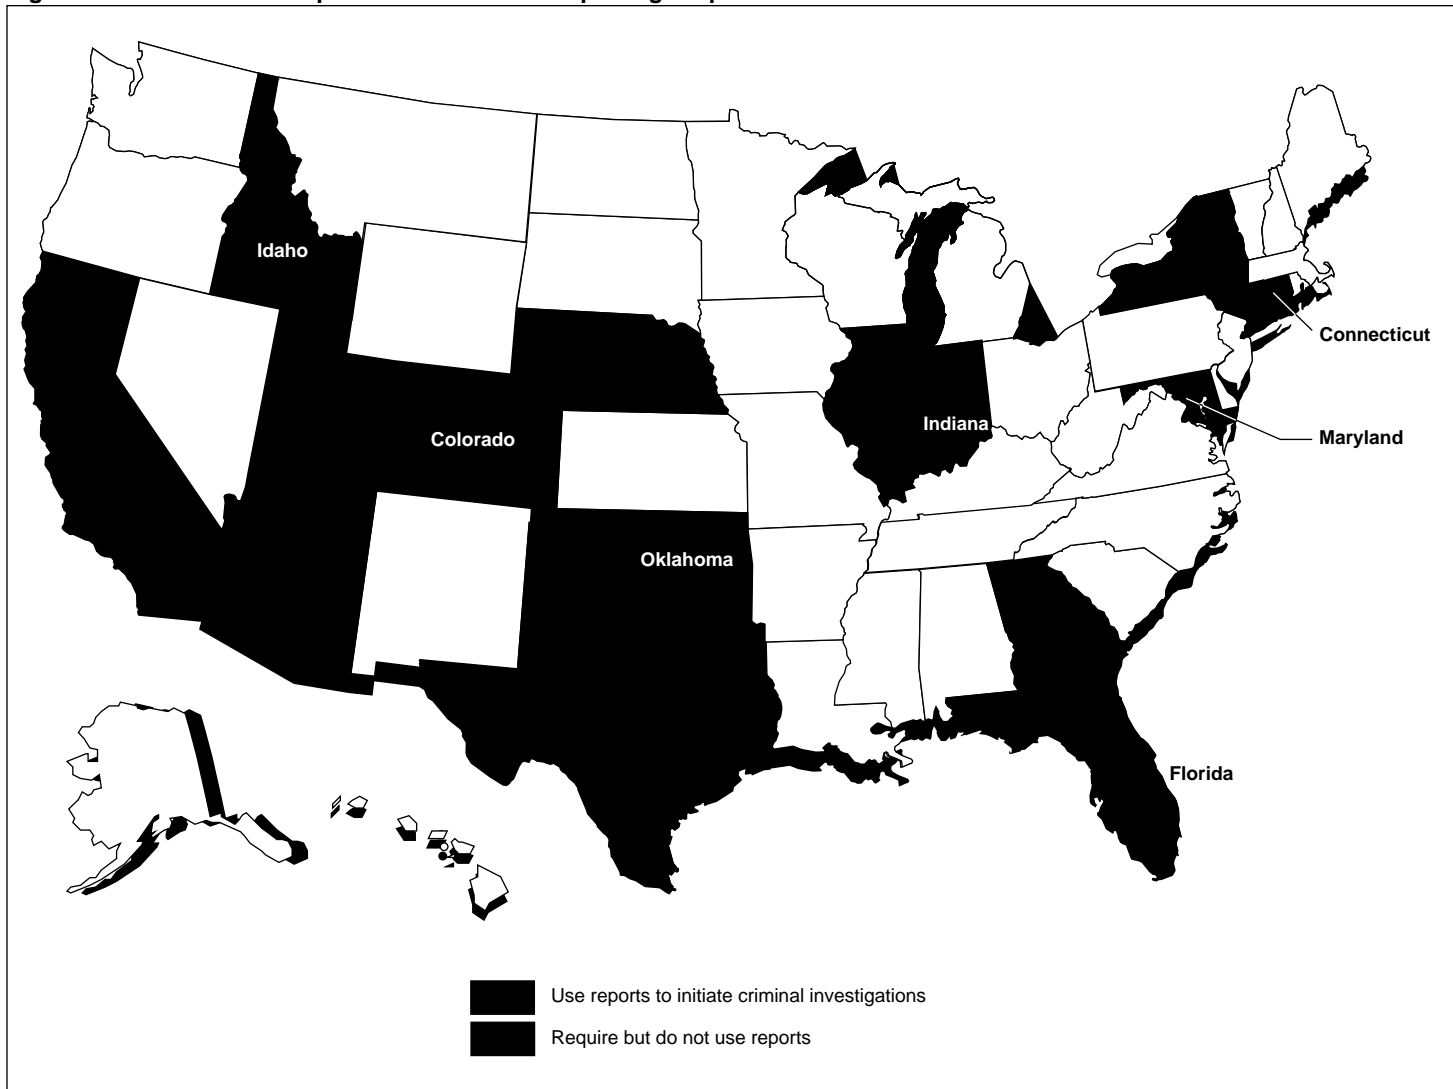 Idaho
Connecticut
Indiana
Maryland
Colorado
Oklahoma
Florida
Use reports to initiate criminal investigations
Require but do not use reports